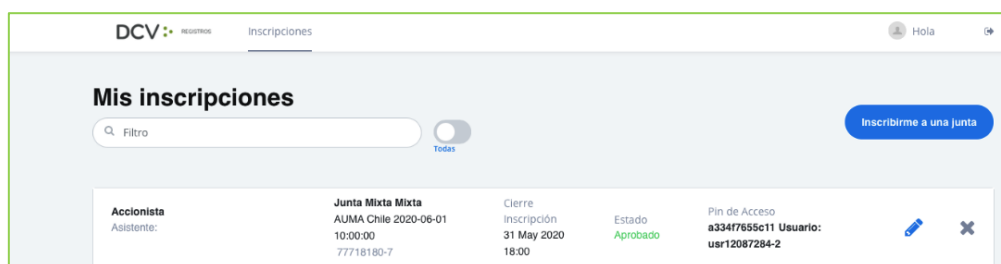 DCV REGISTROS Inscripciones Hola
Mis inscripciones
Filtro
Todas
Inscribirme a una junta
Accionista
Asistente:
Junta Mixta Mixta
AUMA Chile 2020-06-01
10:00:00
77718180-7
Cierre
Inscripción
31 May 2020
18:00
Estado
Aprobado
Pin de Acceso
a334f7655c11 Usuario:
usr12087284-2